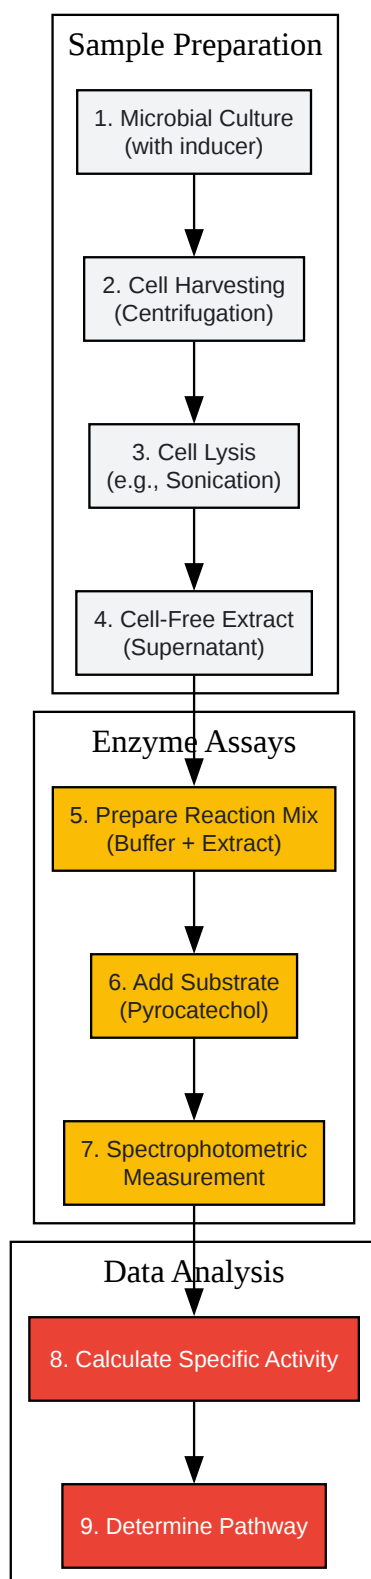 Sample Preparation
1. Microbial Culture
(with inducer)
2. Cell Harvesting
(Centrifugation)
3. Cell Lysis
(e.g., Sonication)
4. Cell-Free Extract
(Supernatant)
Enzyme Assays
5. Prepare Reaction Mix
(Buffer + Extract)
6. Add Substrate
(Pyrocatechol)
7. Spectrophotometric
Measurement
Data Analysis
8. Calculate Specific Activity
9. Determine Pathway